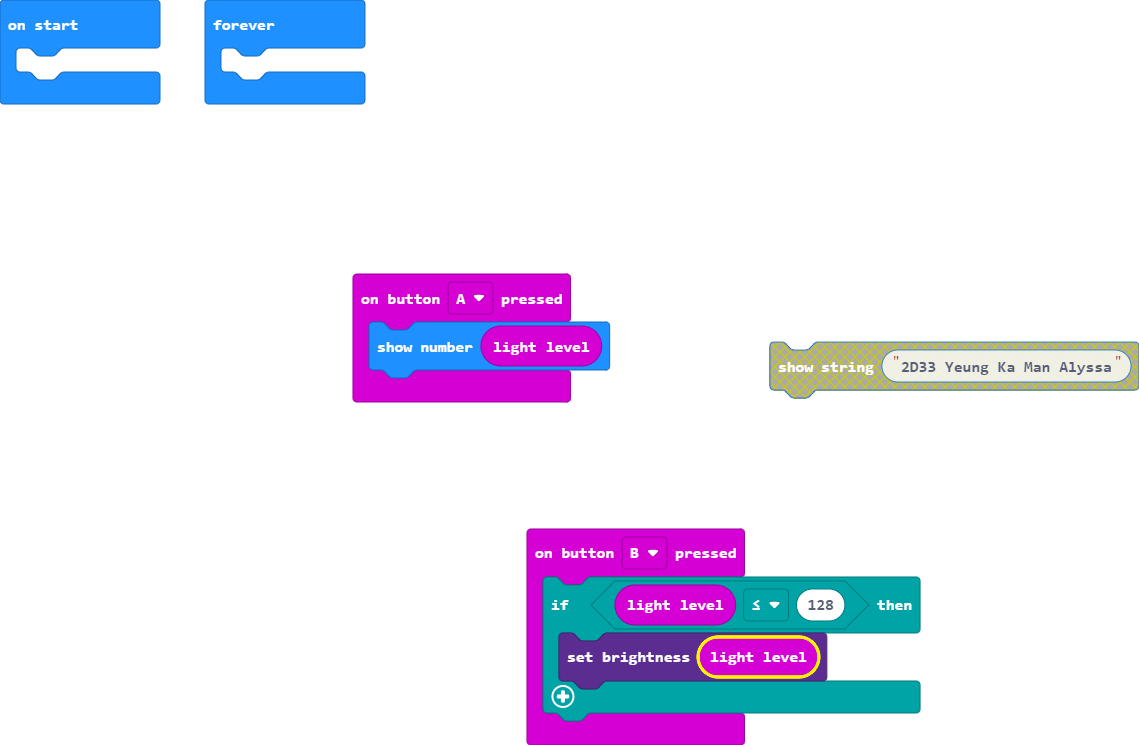 on start
forever
on button A pressed
show number light level
show string "2D33 Yeung Ka Man Alyssa"
on button B pressed
if light level ≤ 128 then
set brightness light level